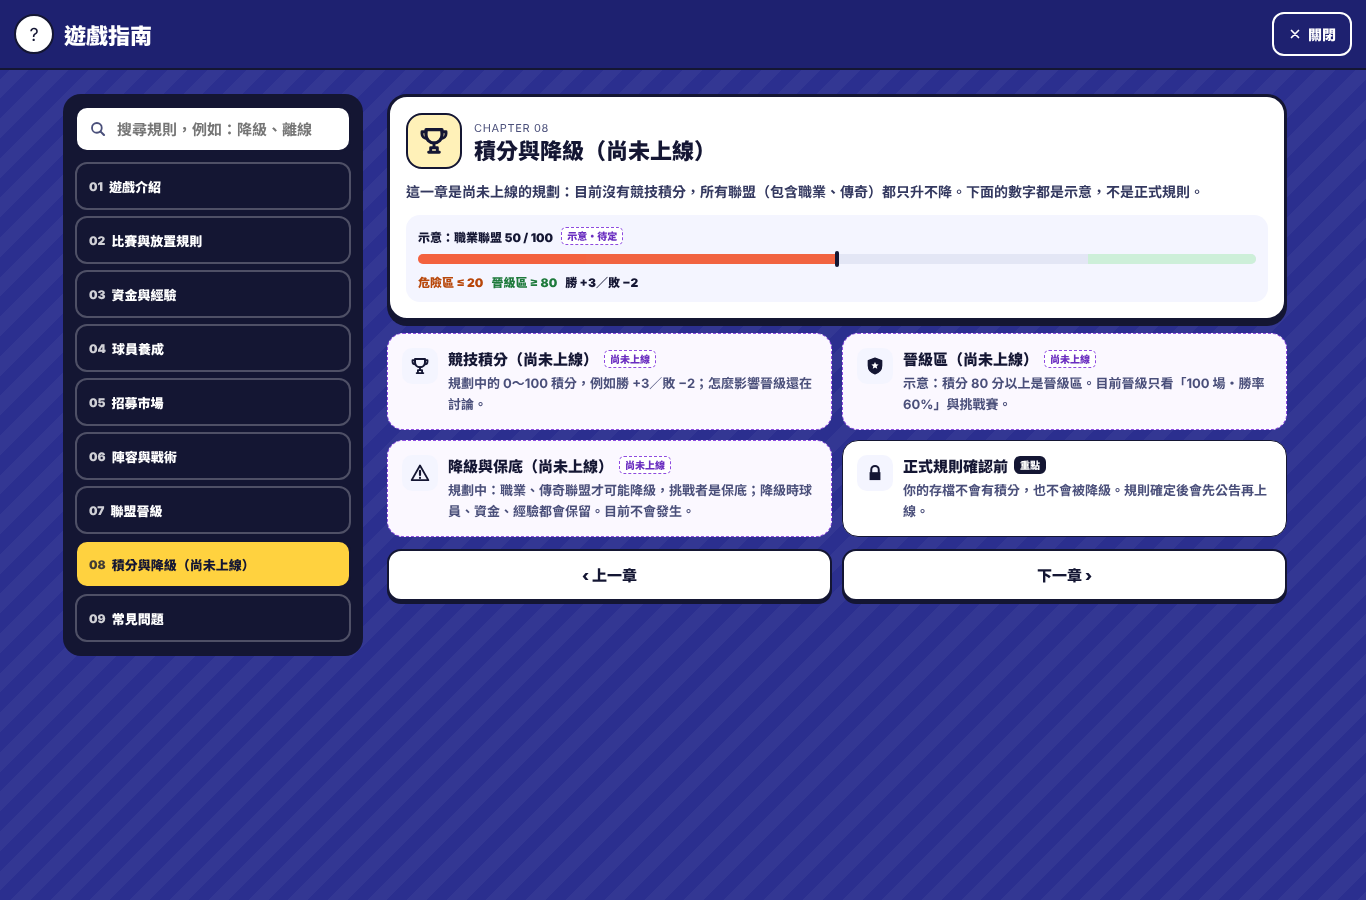 ?
遊戲指南
× 關閉
搜尋規則，例如：降級、離線
01 遊戲介紹
02 比賽與放置規則
03 資金與經驗
04 球員養成
05 招募市場
06 陣容與戰術
07 聯盟晉級
08 積分與降級（尚未上線）
09 常見問題
CHAPTER 08
積分與降級（尚未上線）
這一章是尚未上線的規劃：目前沒有競技積分，所有聯盟（包含職業、傳奇）都只升不降。下面的數字都是示意，不是正式規則。
示意：職業聯盟 50 / 100 示意・待定
危險區 ≤ 20 晉級區 ≥ 80 勝 +3／敗 −2
競技積分（尚未上線） 尚未上線
規劃中的 0～100 積分，例如勝 +3／敗 −2；怎麼影響晉級還在
討論。
晉級區（尚未上線） 尚未上線
示意：積分 80 分以上是晉級區。目前晉級只看「100 場・勝率
60%」與挑戰賽。
降級與保底（尚未上線） 尚未上線
規劃中：職業、傳奇聯盟才可能降級，挑戰者是保底；降級時球
員、資金、經驗都會保留。目前不會發生。
正式規則確認前 重點
你的存檔不會有積分，也不會被降級。規則確定後會先公告再上
線。
‹ 上一章
下一章 ›